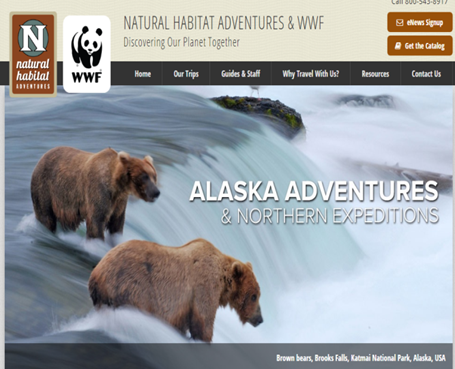 Call 800-543-8917
N
natural
habitat
ADVENTURES
WWF
NATURAL HABITAT ADVENTURES & WWF
Discovering Our Planet Together
eNews Signup
Get the Catalog
Home
Our Trips
Guides & Staff
Why Travel With Us?
Resources
Contact Us
ALASKA ADVENTURES
& NORTHERN EXPEDITIONS
Brown bears, Brooks Falls, Katmai National Park, Alaska, USA